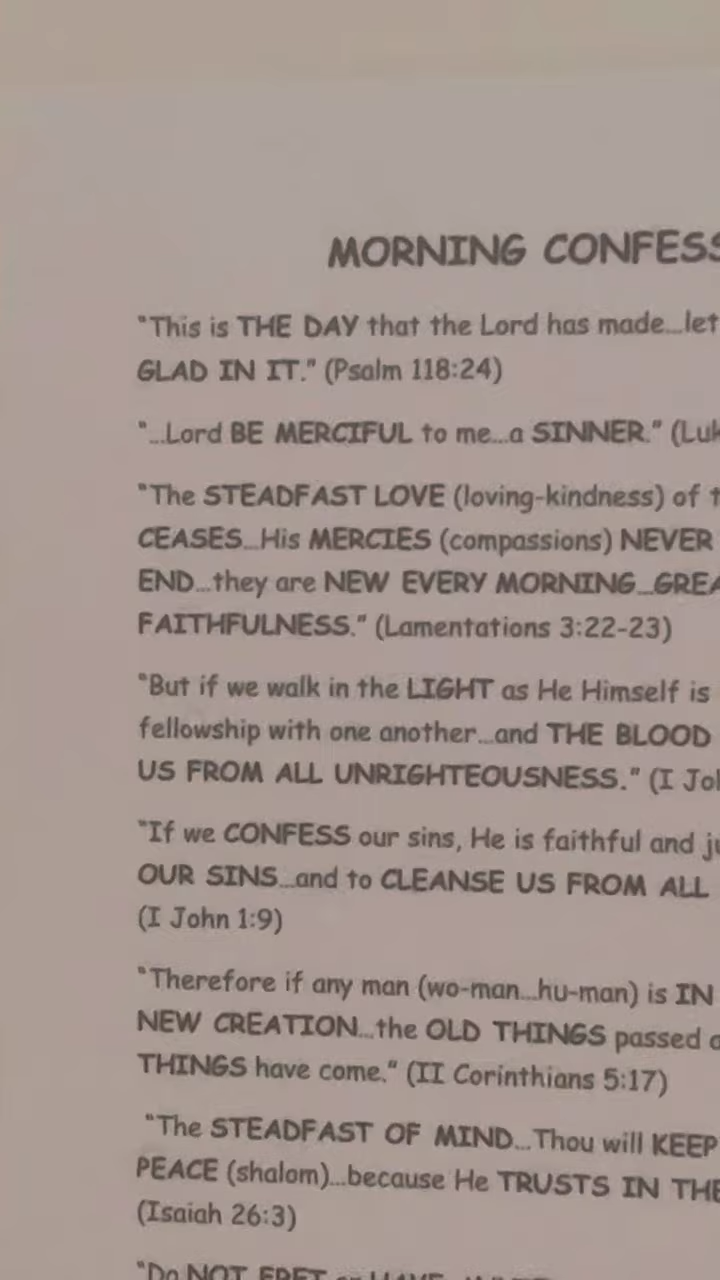 MORNING CONFESS
"This is THE DAY that the Lord has made...let
GLAD IN IT." (Psalm 118:24)
"...Lord BE MERCIFUL to me...a SINNER." (Luk
"The STEADFAST LOVE (loving-kindness) of t
CEASES...His MERCIES (compassions) NEVER
END...they are NEW EVERY MORNING...GREA
FAITHFULNESS." (Lamentations 3:22-23)
"But if we walk in the LIGHT as He Himself is
fellowship with one another...and THE BLOOD
US FROM ALL UNRIGHTEOUSNESS." (I Joh
"If we CONFESS our sins, He is faithful and ju
OUR SINS...and to CLEANSE US FROM ALL
(I John 1:9)
"Therefore if any man (wo-man...hu-man) is IN
NEW CREATION...the OLD THINGS passed a
THINGS have come." (II Corinthians 5:17)
"The STEADFAST OF MIND...Thou will KEEP
PEACE (shalom)...because He TRUSTS IN THE
(Isaiah 26:3)
"Do NOT FRET or HAVE